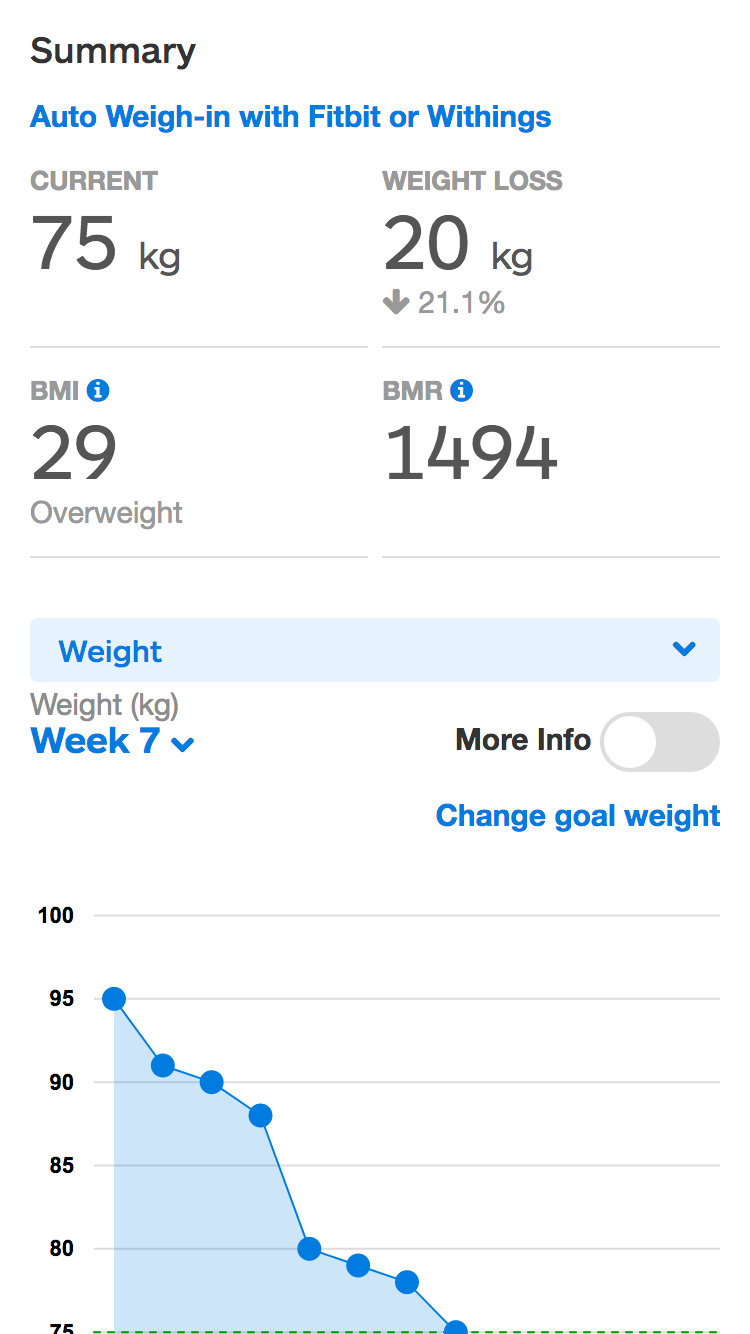 Summary
Auto Weigh-in with Fitbit or Withings
CURRENT
75 kg
WEIGHT LOSS
20 kg
21.1%
BMI
29
Overweight
BMR
1494
Weight
Weight (kg)
Week 7
More Info
Change goal weight
100
95
90
85
80
75